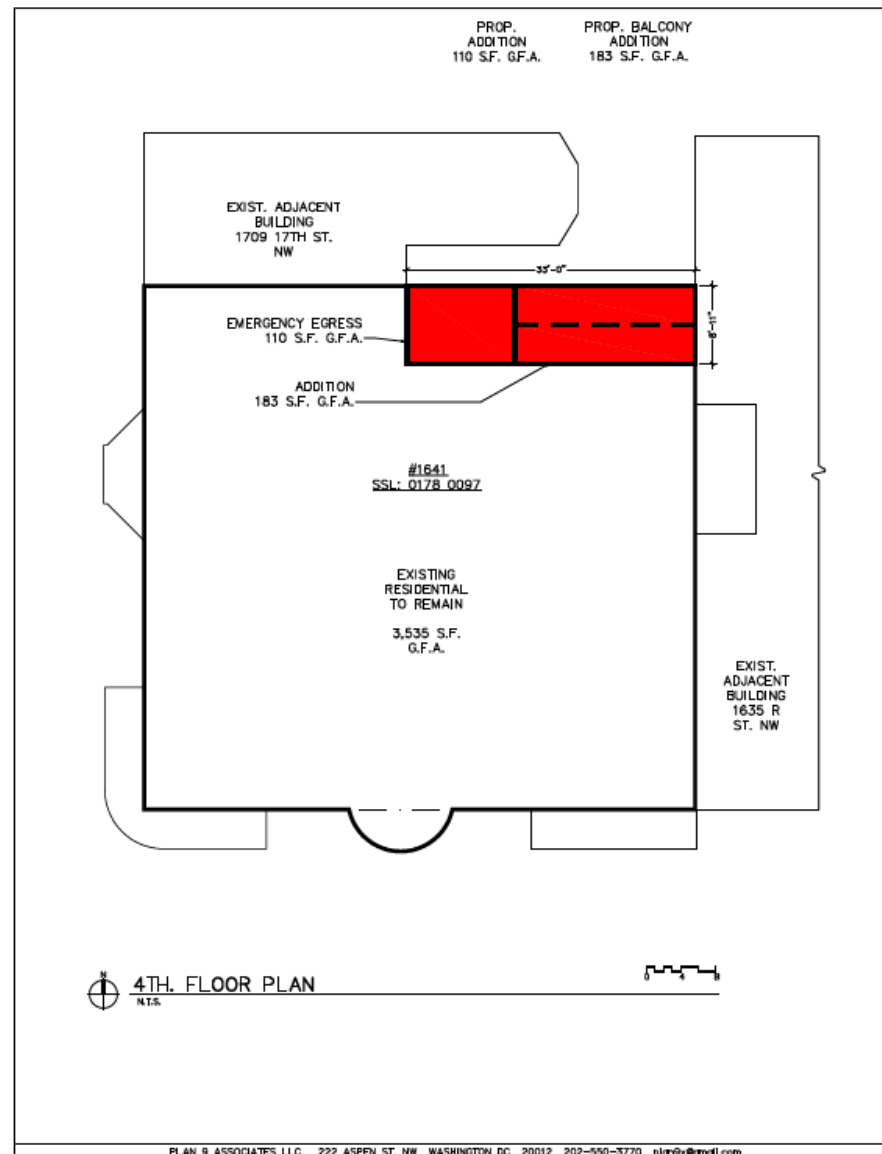 PROP.
ADDITION
110 S.F. G.F.A.
PROP. BALCONY
ADDITION
183 S.F. G.F.A.
EXIST. ADJACENT
BUILDING
1709 17TH ST.
NW
33'-0"
8'-11"
EMERGENCY EGRESS
110 S.F. G.F.A.
ADDITION
183 S.F. G.F.A.
#1641
SSL: 0178 0097
EXISTING
RESIDENTIAL
TO REMAIN
3,535 S.F.
G.F.A.
EXIST.
ADJACENT
BUILDING
1635 R
ST. NW
N
4TH. FLOOR PLAN
N.T.S.
0 4 8
PLAN 9 ASSOCIATES LLC 222 ASPEN ST. NW WASHINGTON DC 20012 202-550-3770